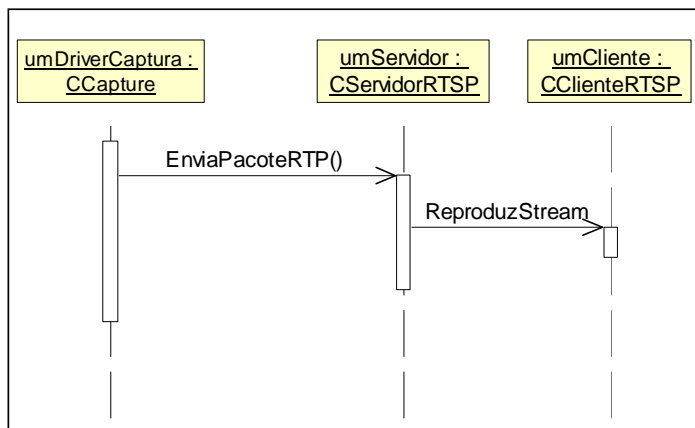 umDriverCaptura :
CCapture
umServidor :
CServidorRTSP
umCliente :
CClienteRTSP
EnviaPacoteRTP()
ReproduzStream